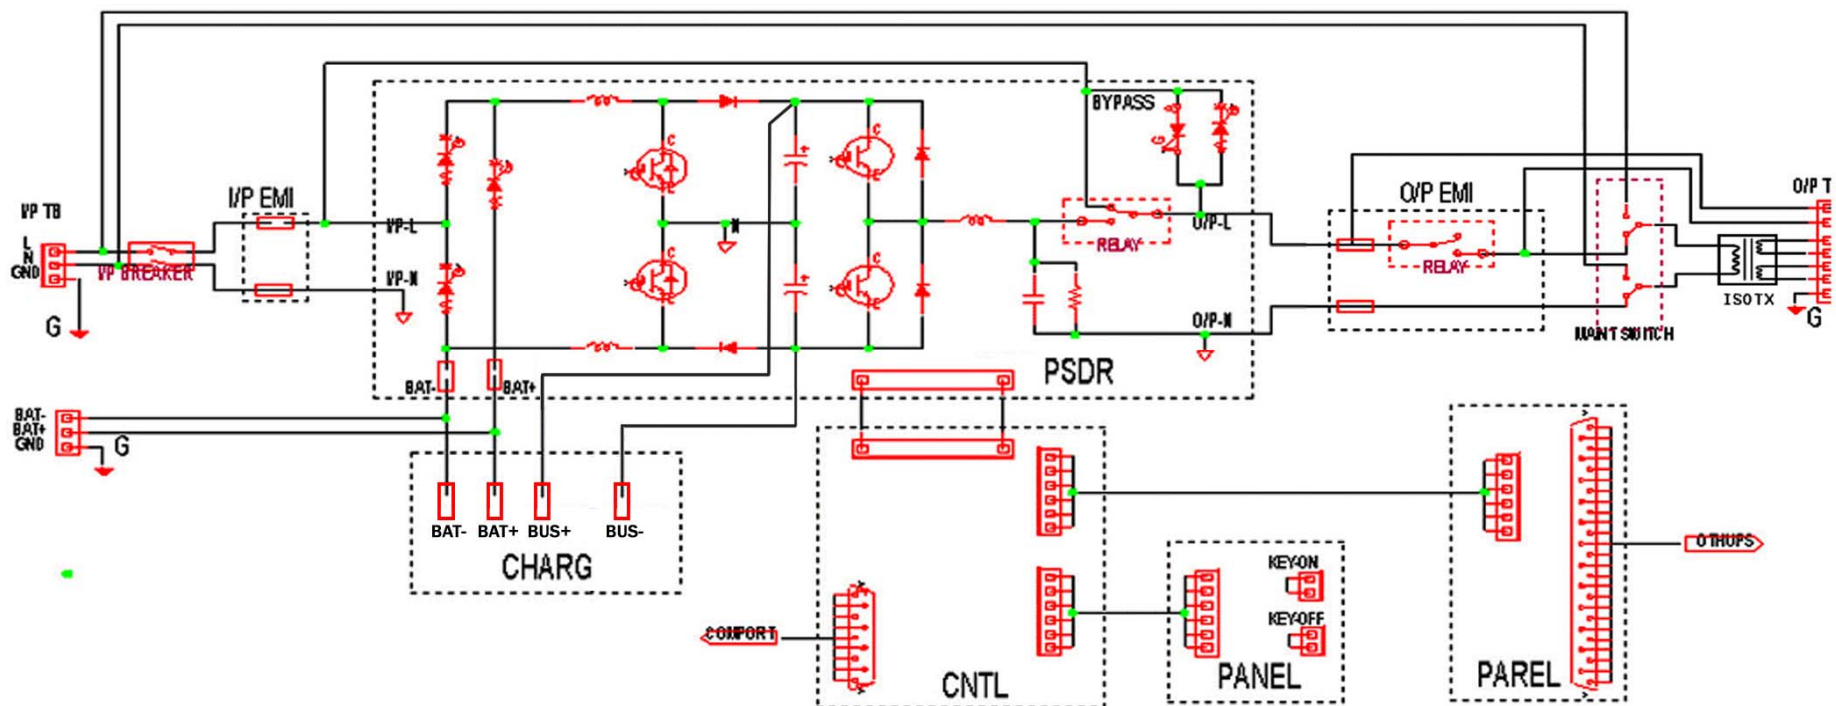 I/P TB
L
N
GND
G
I/P BREAKER
I/P EMI
I/P-L
I/P-N
BAT-
BAT+
GND
G
BAT-
BAT+
C
E
C
E
N
C
E
C
E
BYPASS
G
RELAY
O/P-L
O/P-N
PSDR
O/P EMI
RELAY
MAINT SWITCH
ISOTX
O/P T
G
BAT-
BAT+
BUS+
BUS-
CHARG
COMPORT
CNTL
KEY-ON
KEY-OFF
PANEL
PAREL
OTHUPS